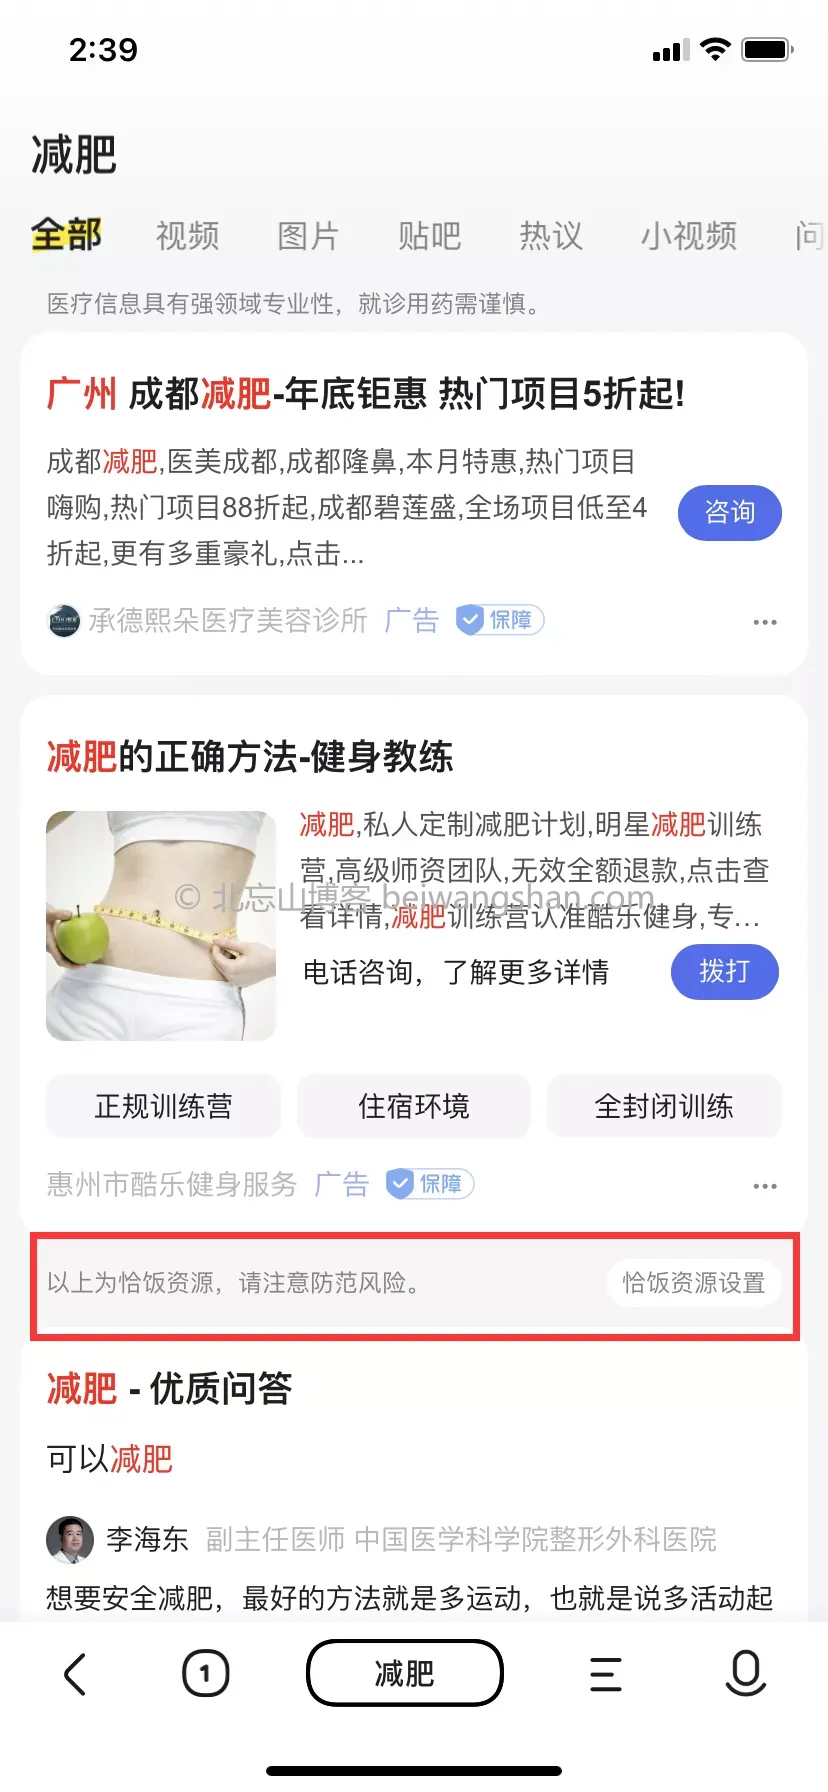 2:39
减肥
全部 视频 图片 贴吧 热议 小视频 问
医疗信息具有强领域专业性，就诊用药需谨慎。
广州 成都减肥-年底钜惠 热门项目5折起!
成都减肥,医美成都,成都隆鼻,本月特惠,热门项目
嗨购,热门项目88折起,成都碧莲盛,全场项目低至4
折起,更有多重豪礼,点击...
咨询
承德熙朵医疗美容诊所 广告 保障
减肥的正确方法-健身教练
减肥,私人定制减肥计划,明星减肥训练
营,高级师资团队,无效全额退款,点击查
© 北忘山博客 beiwangshan.com
看详情,减肥训练营认准酷乐健身,专...
电话咨询，了解更多详情 拨打
正规训练营 住宿环境 全封闭训练
惠州市酷乐健身服务 广告 保障
以上为恰饭资源，请注意防范风险。 恰饭资源设置
减肥 - 优质问答
可以减肥
李海东 副主任医师 中国医学科学院整形外科医院
想要安全减肥，最好的方法就是多运动，也就是说多活动起
1 减肥